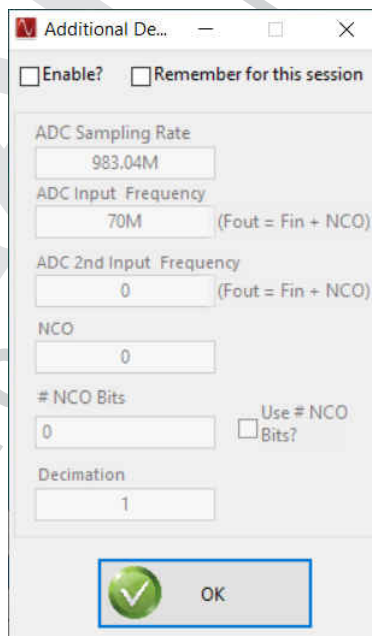 Additional De...
Enable? Remember for this session
ADC Sampling Rate
983.04M
ADC Input Frequency
70M (Fout = Fin + NCO)
ADC 2nd Input Frequency
0 (Fout = Fin + NCO)
NCO
0
# NCO Bits
0 Use # NCO Bits?
Decimation
1
OK